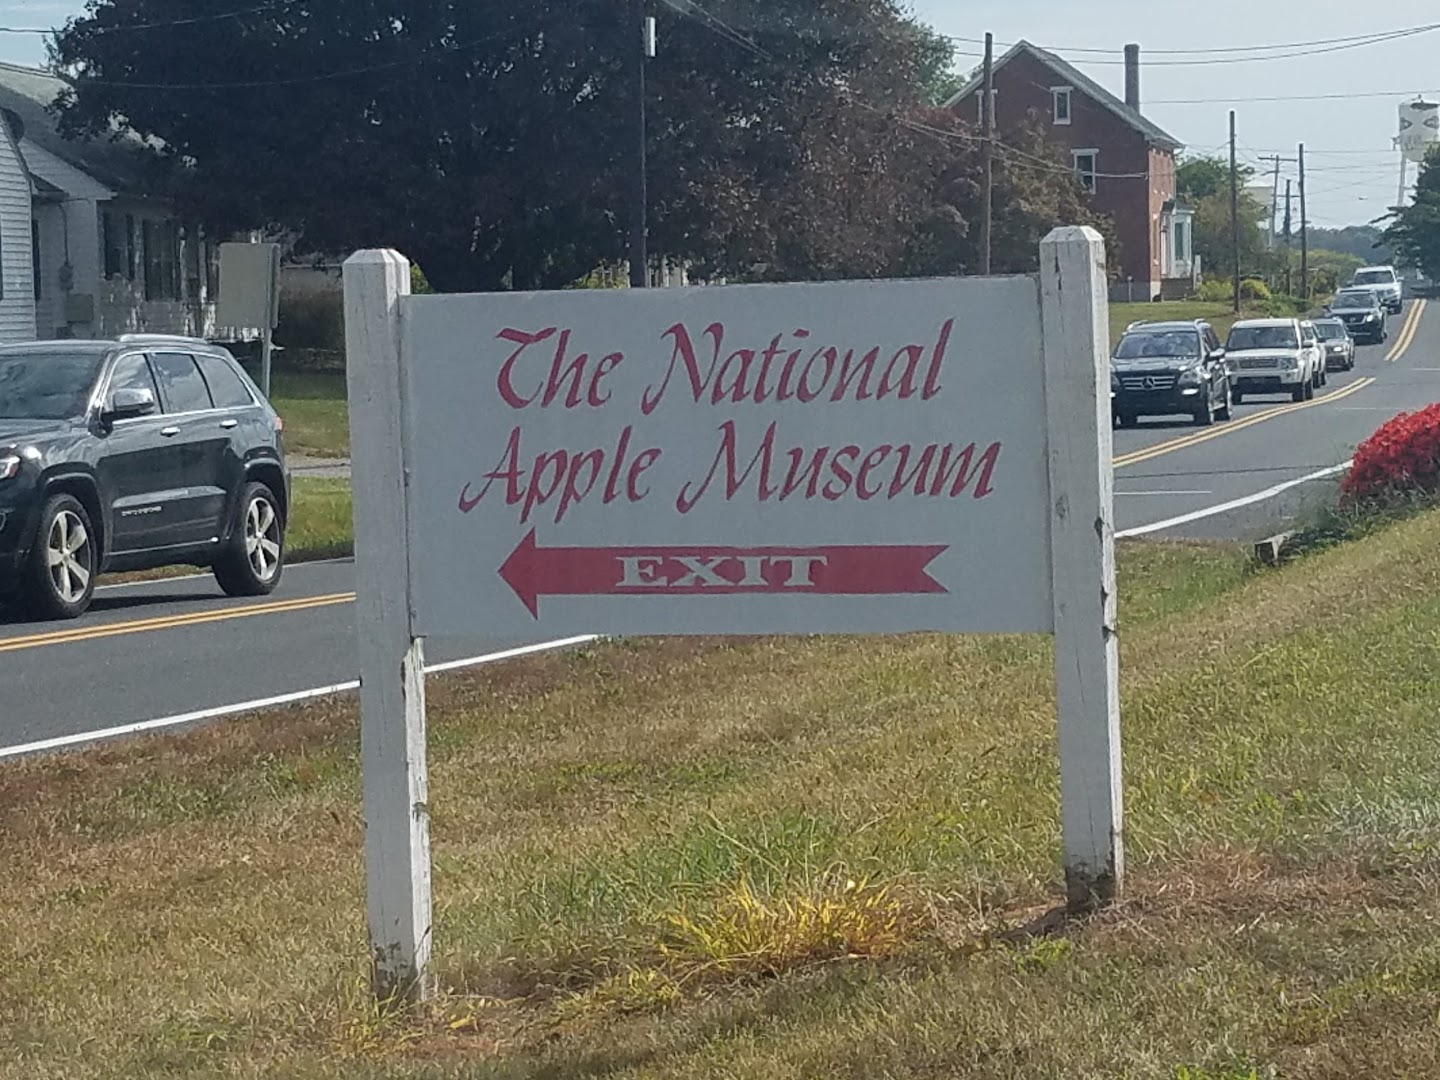 The National
Apple Museum
EXIT